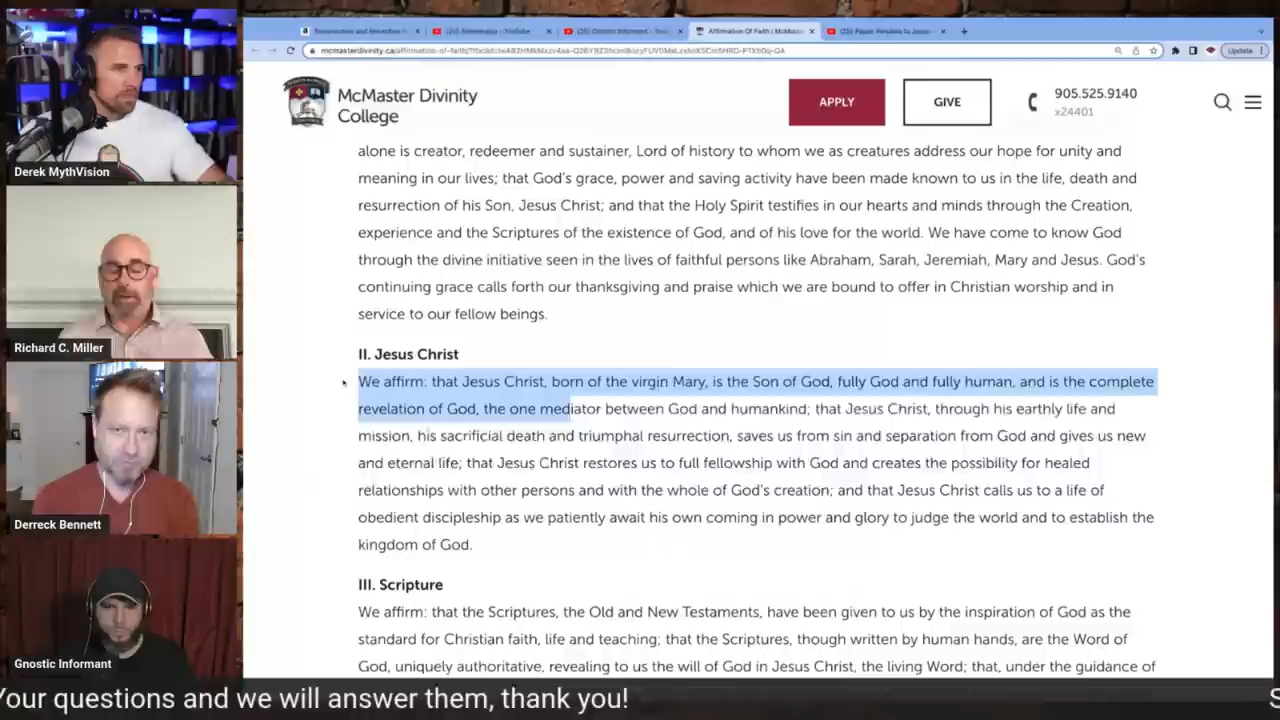 Derek MythVision
Richard C. Miller
Derreck Bennett
Gnostic Informant
Affirmation Of Faith | McMaste
Update
McMaster Divinity
College
APPLY
GIVE
905.525.9140
x24401
alone is creator, redeemer and sustainer, Lord of history to whom we as creatures address our hope for unity and
meaning in our lives; that God's grace, power and saving activity have been made known to us in the life, death and
resurrection of his Son, Jesus Christ; and that the Holy Spirit testifies in our hearts and minds through the Creation,
experience and the Scriptures of the existence of God, and of his love for the world. We have come to know God
through the divine initiative seen in the lives of faithful persons like Abraham, Sarah, Jeremiah, Mary and Jesus. God's
continuing grace calls forth our thanksgiving and praise which we are bound to offer in Christian worship and in
service to our fellow beings.
II. Jesus Christ
We affirm: that Jesus Christ, born of the virgin Mary, is the Son of God, fully God and fully human, and is the complete
revelation of God, the one mediator between God and humankind; that Jesus Christ, through his earthly life and
mission, his sacrificial death and triumphal resurrection, saves us from sin and separation from God and gives us new
and eternal life; that Jesus Christ restores us to full fellowship with God and creates the possibility for healed
relationships with other persons and with the whole of God's creation; and that Jesus Christ calls us to a life of
obedient discipleship as we patiently await his own coming in power and glory to judge the world and to establish the
kingdom of God.
III. Scripture
We affirm: that the Scriptures, the Old and New Testaments, have been given to us by the inspiration of God as the
standard for Christian faith, life and teaching; that the Scriptures, though written by human hands, are the Word of
God, uniquely authoritative, revealing to us the will of God in Jesus Christ, the living Word; that, under the guidance of
Your questions and we will answer them, thank you!